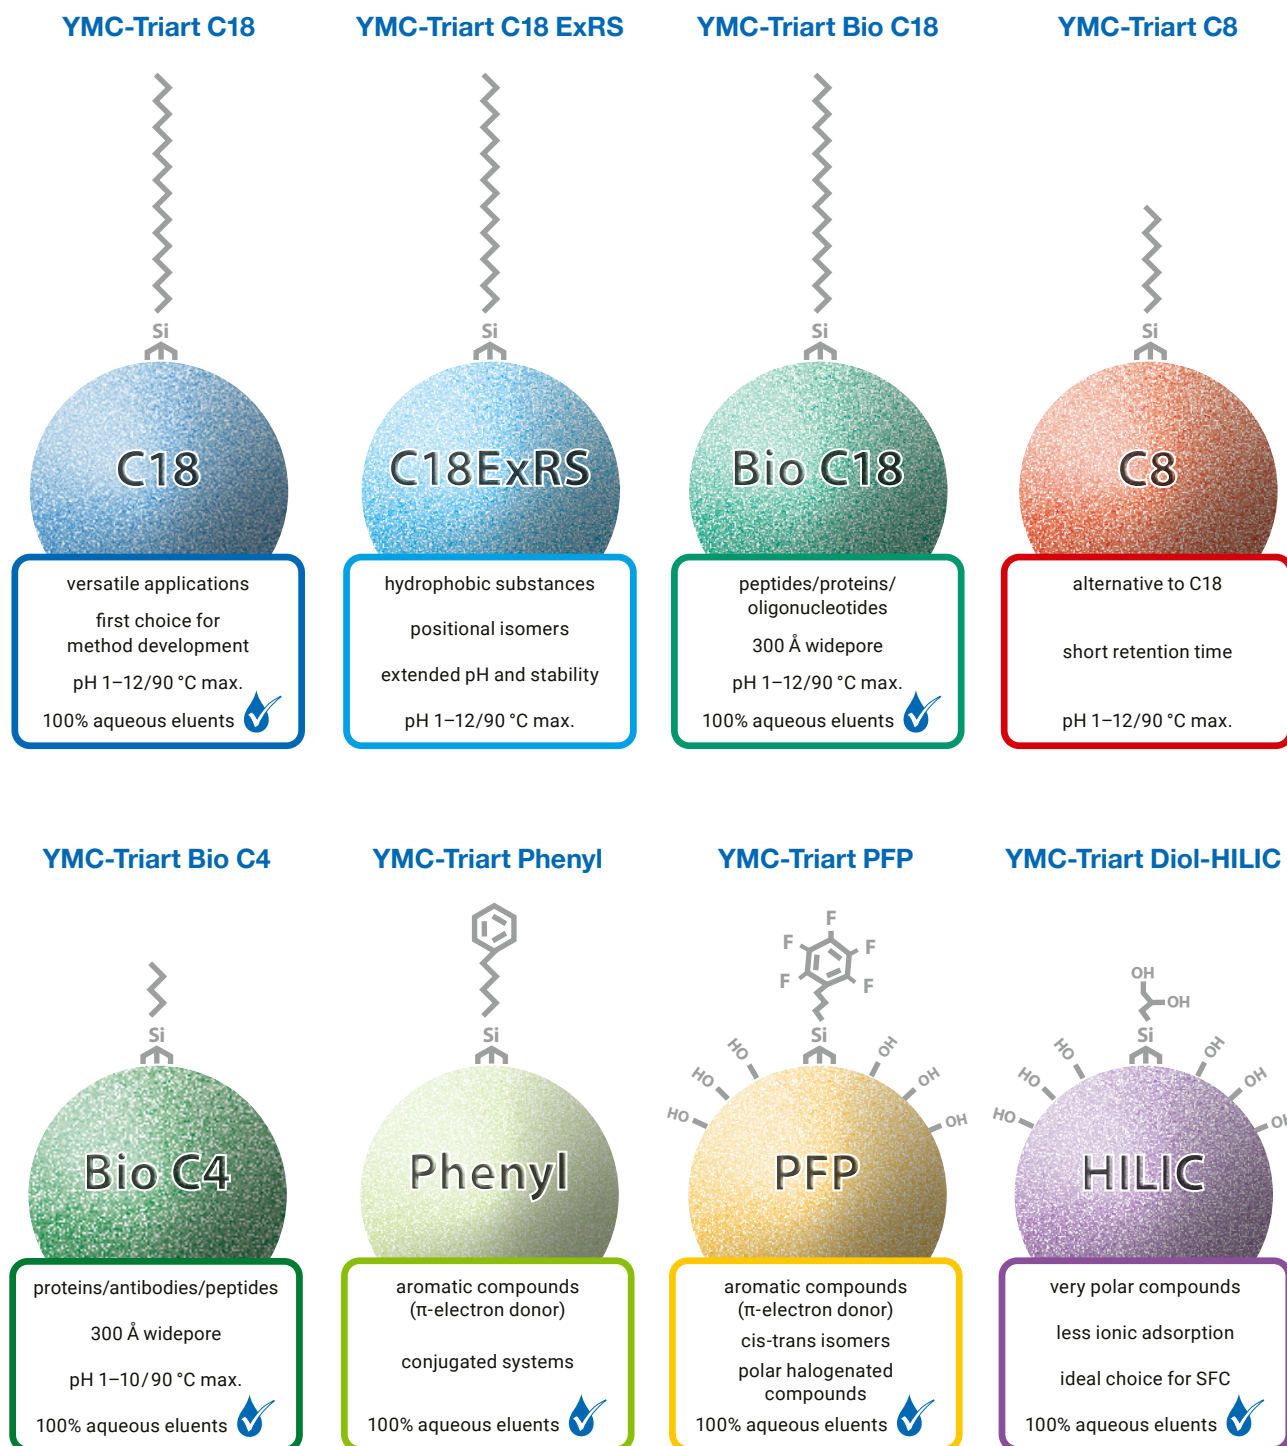 YMC-Triart C18
YMC-Triart C18 ExRS
YMC-Triart Bio C18
YMC-Triart C8
Si
Si
Si
Si
C18
C18ExRS
Bio C18
C8
versatile applications
first choice for
method development
pH 1–12/90 °C max.
100% aqueous eluents
hydrophobic substances
positional isomers
extended pH and stability
pH 1–12/90 °C max.
peptides/proteins/
oligonucleotides
300 Å widepore
pH 1–12/90 °C max.
100% aqueous eluents
alternative to C18
short retention time
pH 1–12/90 °C max.
YMC-Triart Bio C4
YMC-Triart Phenyl
YMC-Triart PFP
YMC-Triart Diol-HILIC
Si
Si
F
F
F
F
F
Si
HO
HO
HO
OH
OH
OH
OH
OH
Si
HO
HO
HO
OH
OH
OH
Bio C4
Phenyl
PFP
HILIC
proteins/antibodies/peptides
300 Å widepore
pH 1–10/90 °C max.
100% aqueous eluents
aromatic compounds
(π-electron donor)
conjugated systems
100% aqueous eluents
aromatic compounds
(π-electron donor)
cis-trans isomers
polar halogenated
compounds
100% aqueous eluents
very polar compounds
less ionic adsorption
ideal choice for SFC
100% aqueous eluents